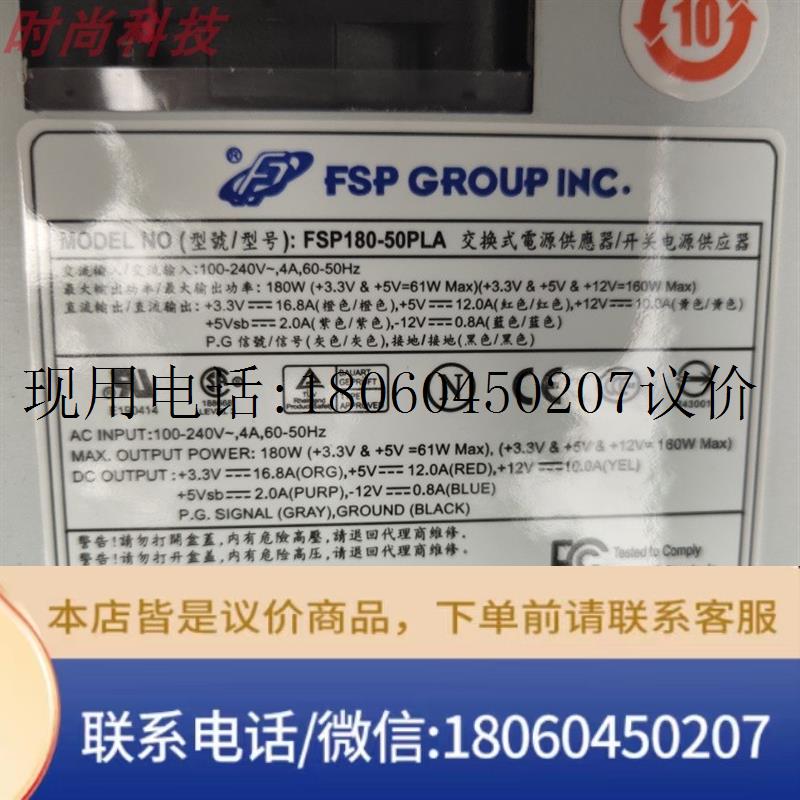 时尚科技
10
® FSP GROUP INC.
MODEL NO (型號/型号): FSP180-50PLA 交换式電源供應器/开关电源供应器
交流輸入/交流输入:100-240V~,4A,60-50Hz
最大輸出功率/最大输出功率: 180W (+3.3V & +5V=61W Max)(+3.3V & +5V & +12V=160W Max)
直流輸出/直流输出:+3.3V⎓16.8A(橙色/橙色),+5V⎓12.0A(紅色/红色),+12V⎓10.0A(黃色/黄色)
+5Vsb⎓2.0A(紫色/紫色),-12V⎓0.8A(藍色/蓝色)
P.G 信號/信号(灰色/灰色),接地/接地(黑色/黑色)
现用电话:18060450207议价
BAUART
GEPRÜFT
TYPE
APPROVED
N
AC INPUT:100-240V~,4A,60-50Hz
MAX. OUTPUT POWER: 180W (+3.3V & +5V =61W Max), (+3.3V & +5V & +12V= 160W Max)
DC OUTPUT :+3.3V⎓16.8A(ORG),+5V⎓12.0A(RED),+12V⎓10.0A(YEL)
+5Vsb⎓2.0A(PURP),-12V⎓0.8A(BLUE)
P.G. SIGNAL (GRAY),GROUND (BLACK)
警告!請勿打開盒蓋,内有危險高壓,請退回代理商維修.
警告!请勿打开盒盖,内有危险高压,请退回代理商维修.
FC Tested to Comply
本店皆是议价商品，下单前请联系客服
联系电话/微信:18060450207